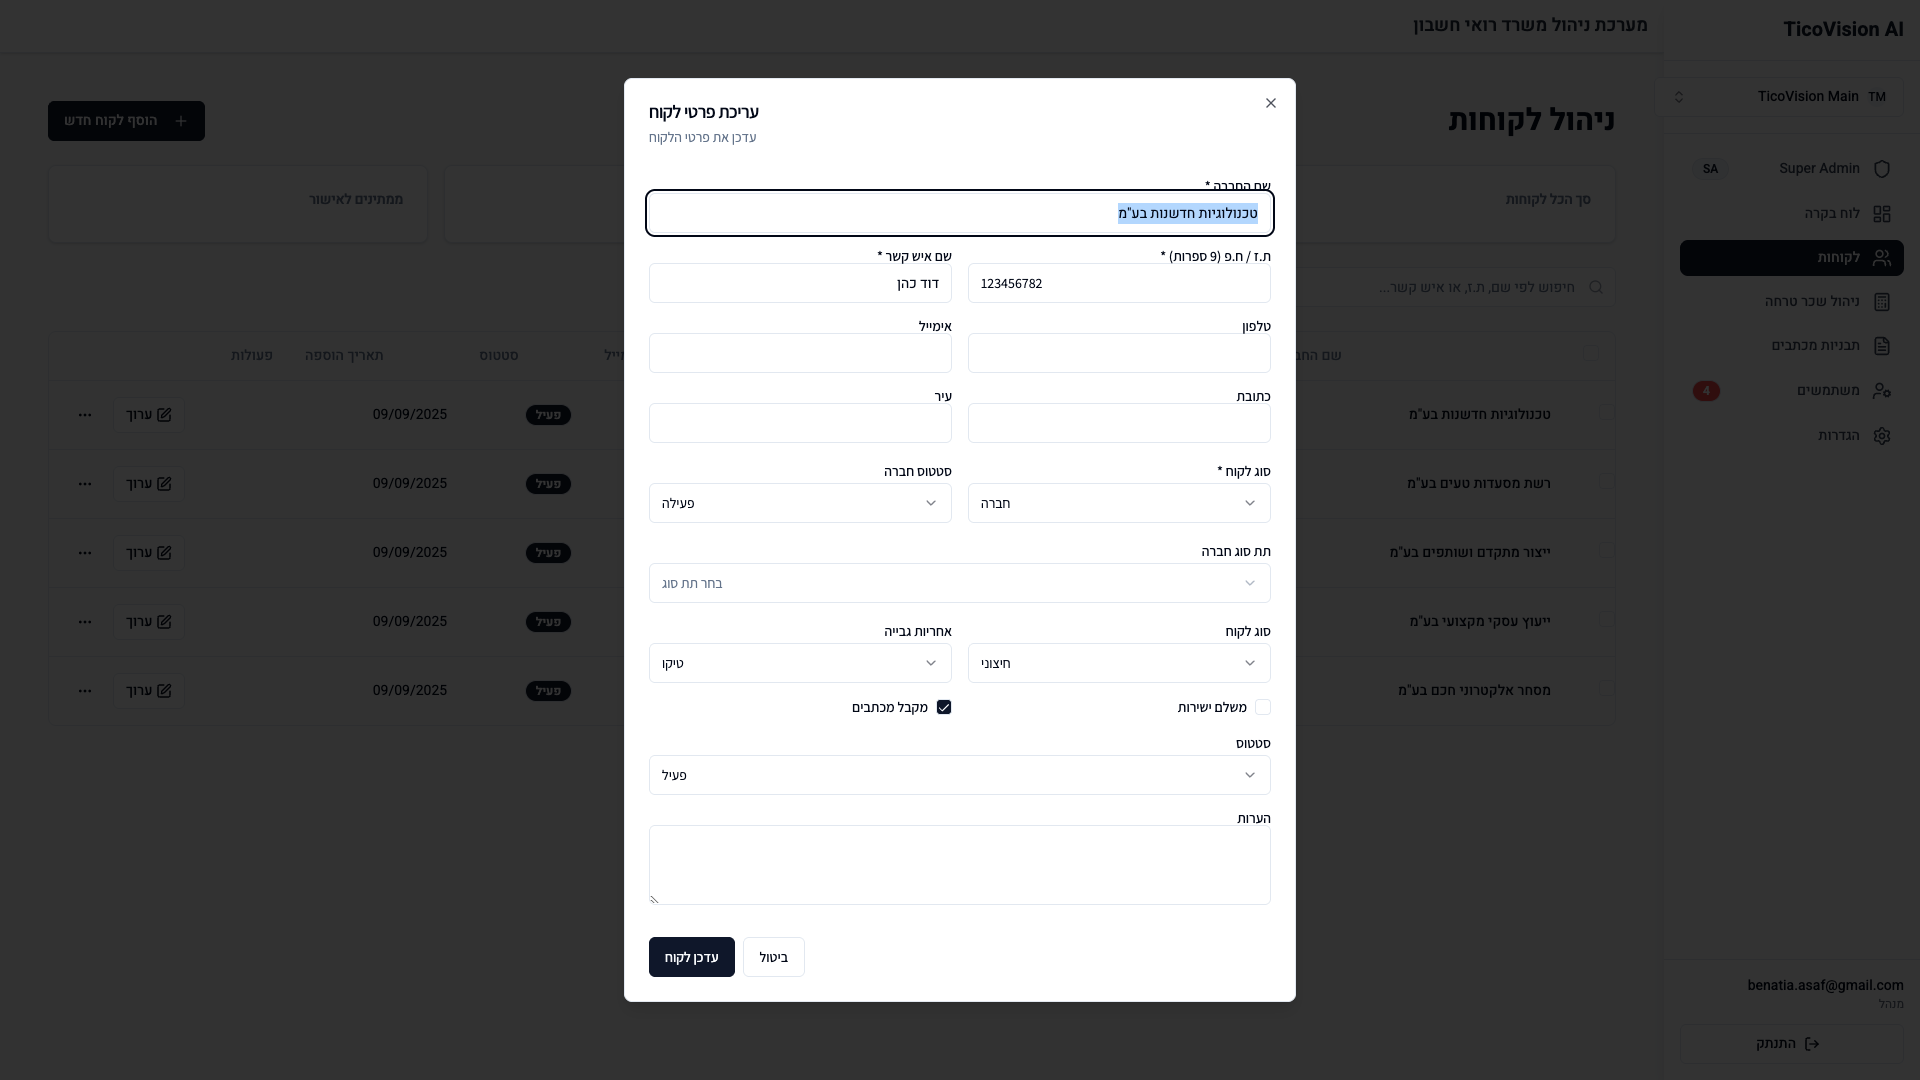 TicoVision AI
TM TicoVision Main
Super Admin SA
לוח בקרה
לקוחות
ניהול שכר טרחה
תבניות מכתבים
משתמשים 4
הגדרות
benatia.asaf@gmail.com
מנהל
התנתק
מערכת ניהול משרד רואי חשבון
ניהול לקוחות
הוסף לקוח חדש
סך הכל לקוחות
ממתינים לאישור
חיפוש לפי שם, ת.ז, או איש קשר...
סטטוס תאריך הוספה פעולות
טכנולוגיות חדשנות בע"מ פעיל 09/09/2025 ערוך
רשת מסעדות טעים בע"מ פעיל 09/09/2025 ערוך
ייצור מתקדם ושותפים בע"מ פעיל 09/09/2025 ערוך
ייעוץ עסקי מקצועי בע"מ פעיל 09/09/2025 ערוך
מסחר אלקטרוני חכם בע"מ פעיל 09/09/2025 ערוך
עריכת פרטי לקוח
עדכן את פרטי הלקוח
שם החברה *
טכנולוגיות חדשנות בע"מ
ת.ז / ח.פ (9 ספרות) * שם איש קשר *
123456782 דוד כהן
טלפון אימייל
כתובת עיר
סוג לקוח * סטטוס חברה
חברה פעילה
תת סוג חברה
בחר תת סוג
סוג לקוח אחריות גבייה
חיצוני טיקו
משלם ישירות מקבל מכתבים
סטטוס
פעיל
הערות
ביטול עדכן לקוח